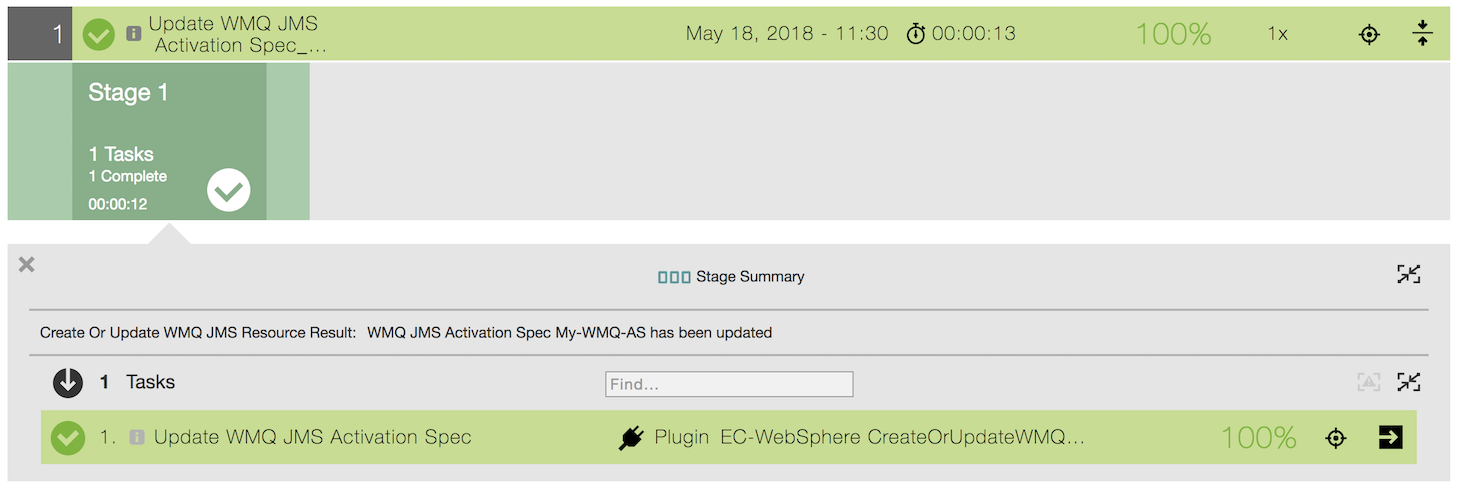 1
Update WMQ JMS
Activation Spec_...
May 18, 2018 - 11:30 00:00:13 100% 1x
Stage 1
1 Tasks
1 Complete
00:00:12
Stage Summary
Create Or Update WMQ JMS Resource Result: WMQ JMS Activation Spec My-WMQ-AS has been updated
1 Tasks Find...
1. Update WMQ JMS Activation Spec Plugin EC-WebSphere CreateOrUpdateWMQ... 100%